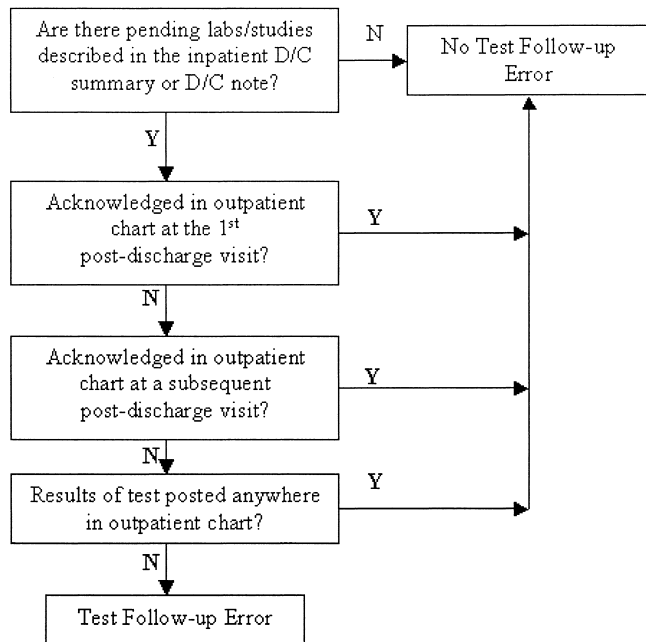 Are there pending labs/studies
described in the inpatient D/C
summary or D/C note?
N
No Test Follow-up
Error
Y
Acknowledged in outpatient
chart at the 1st
post-discharge visit?
Y
N
Acknowledged in outpatient
chart at a subsequent
post-discharge visit?
Y
N
Results of test posted anywhere
in outpatient chart?
Y
N
Test Follow-up Error